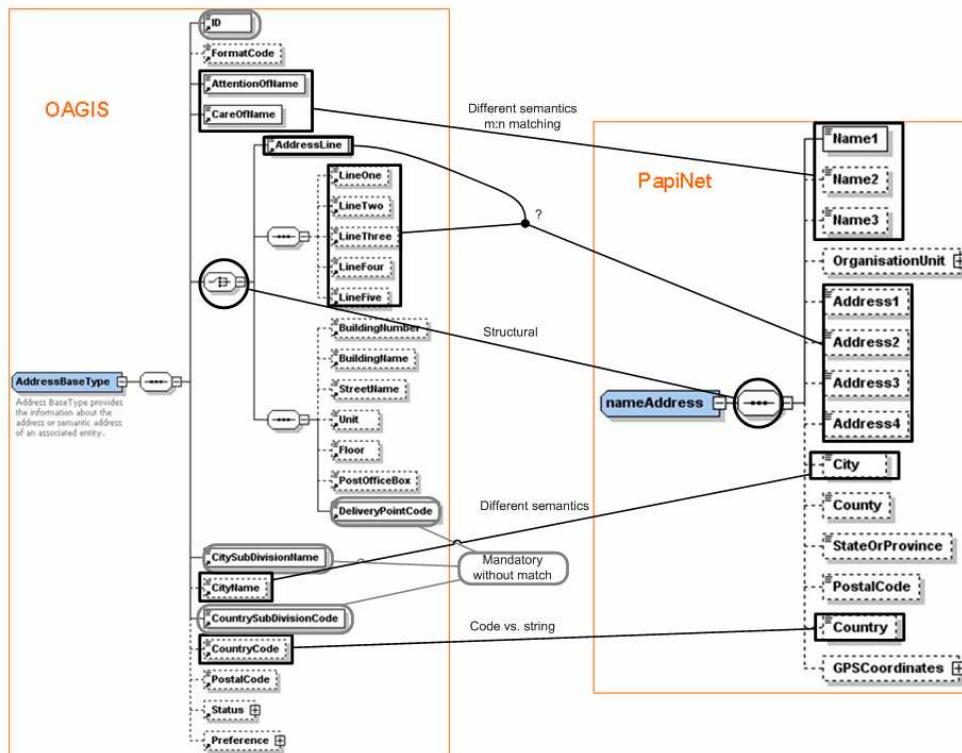 OAGIS
ID
FormatCode
AttentionOfName
CareOfName
AddressLine
LineOne
LineTwo
LineThree
LineFour
LineFive
BuildingNumber
BuildingName
StreetName
Unit
Floor
PostOfficeBox
DeliveryPointCode
AddressBaseType
Address BaseType provides
the information about the
address or semantic address
of an associated entity..
CitySubDivisionName
CityName
CountrySubDivisionCode
CountryCode
PostalCode
Status
Preference
Different semantics
m:n matching
?
Structural
Different semantics
Mandatory
without match
Code vs. string
PapiNet
nameAddress
Name1
Name2
Name3
OrganisationUnit
Address1
Address2
Address3
Address4
City
County
StateOrProvince
PostalCode
Country
GPSCoordinates